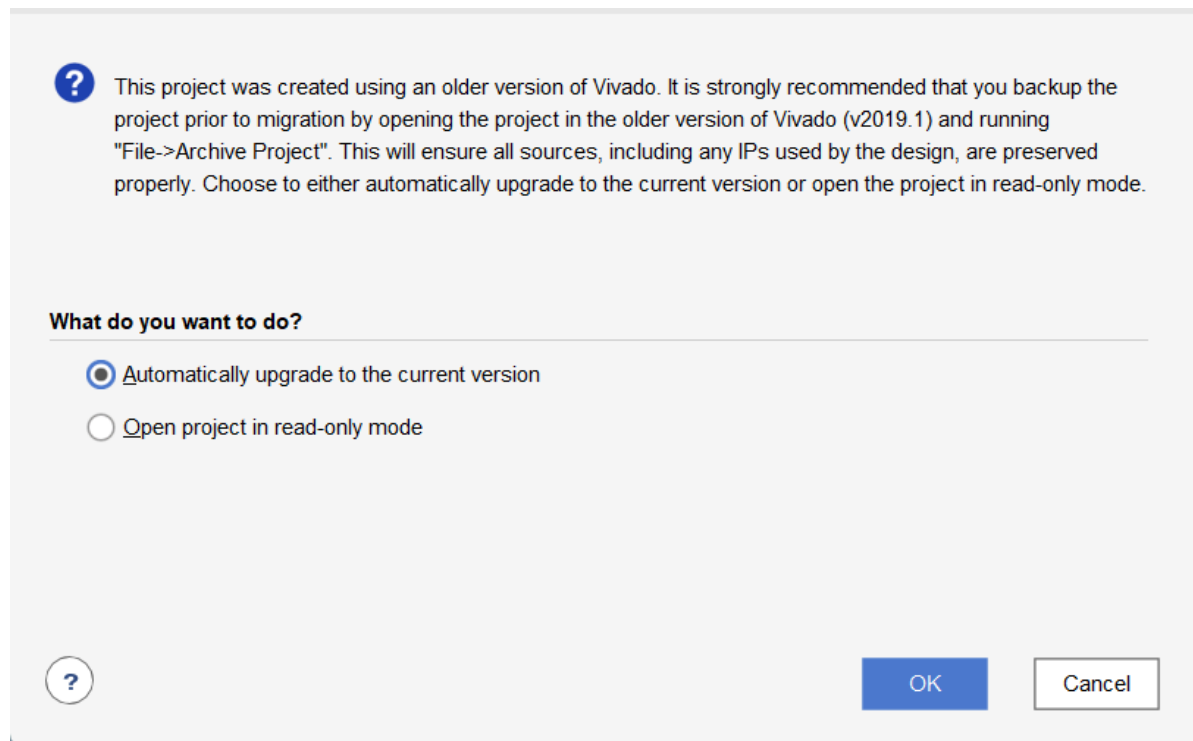 ?
This project was created using an older version of Vivado. It is strongly recommended that you backup the
project prior to migration by opening the project in the older version of Vivado (v2019.1) and running
"File->Archive Project". This will ensure all sources, including any IPs used by the design, are preserved
properly. Choose to either automatically upgrade to the current version or open the project in read-only mode.
What do you want to do?
Automatically upgrade to the current version
Open project in read-only mode
?
OK
Cancel